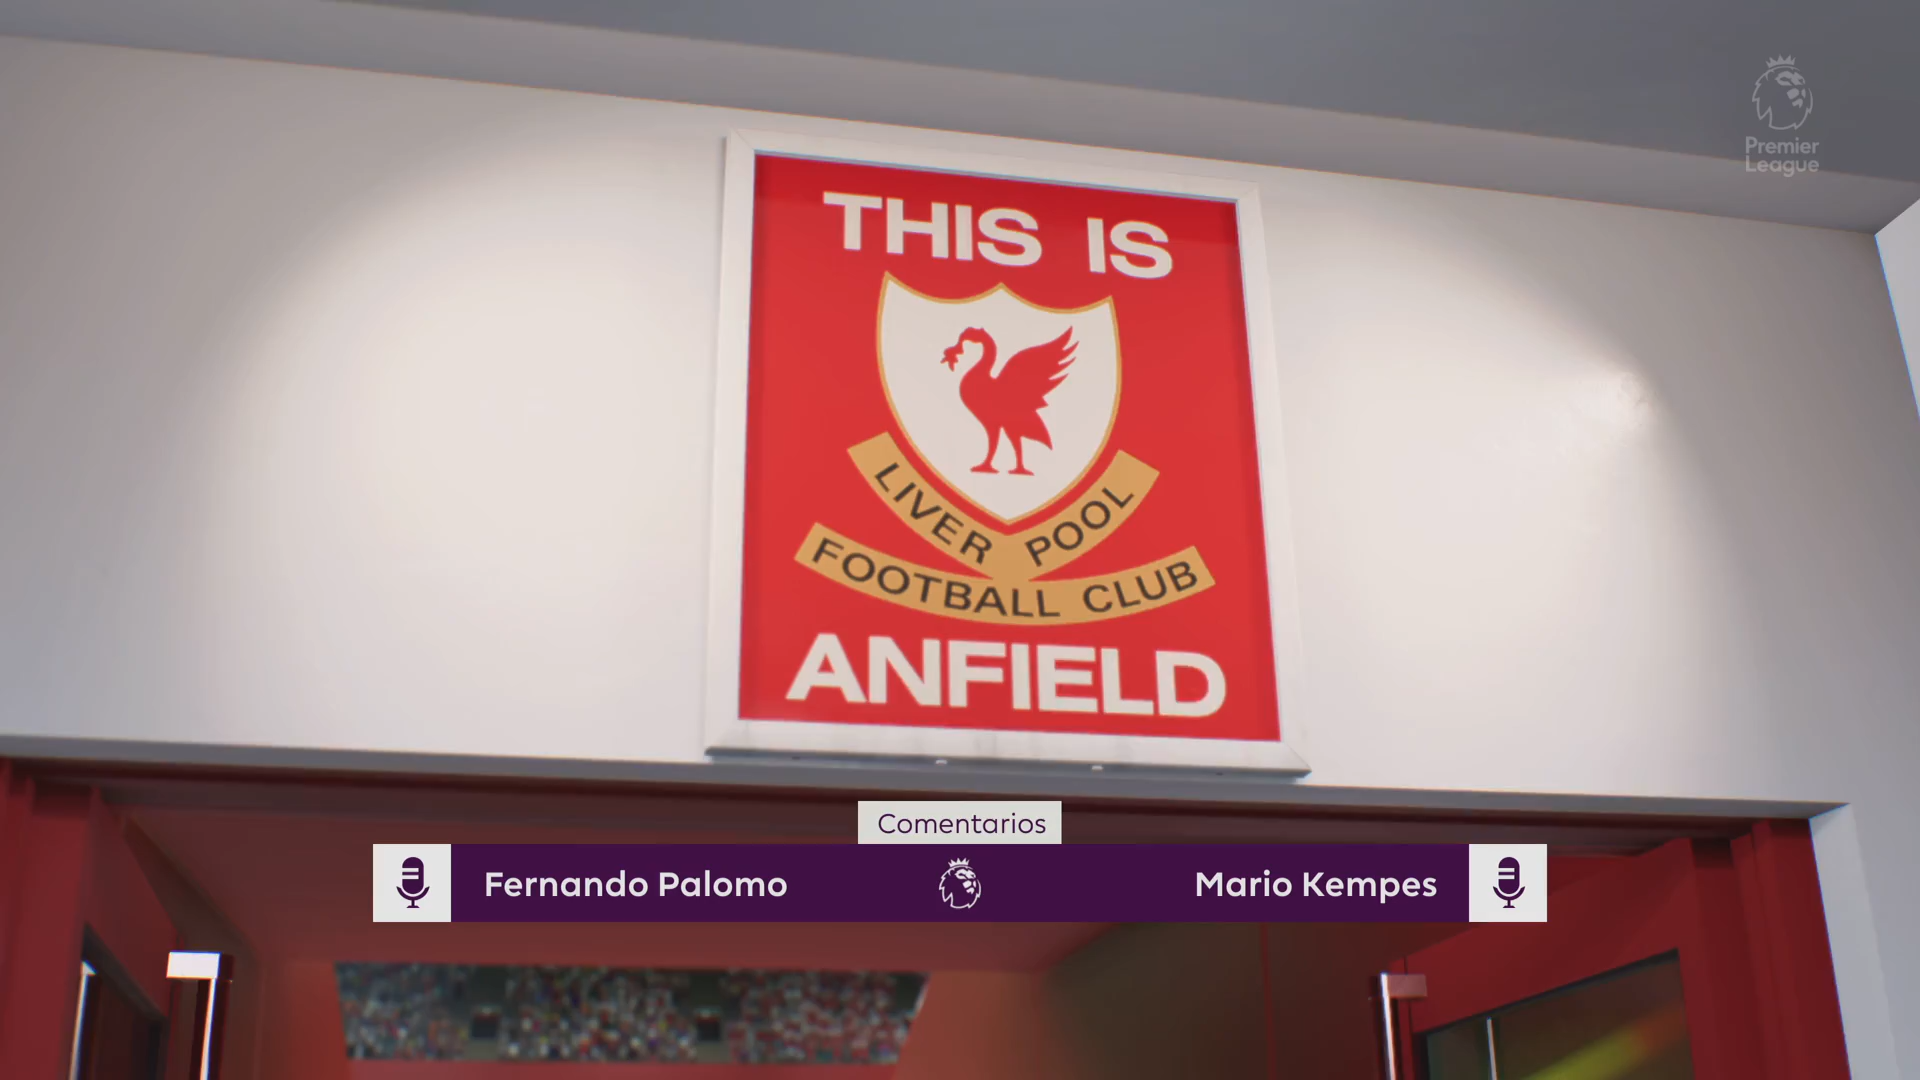 Premier
League
THIS IS
LIVER POOL
FOOTBALL CLUB
ANFIELD
Comentarios
Fernando Palomo
Mario Kempes